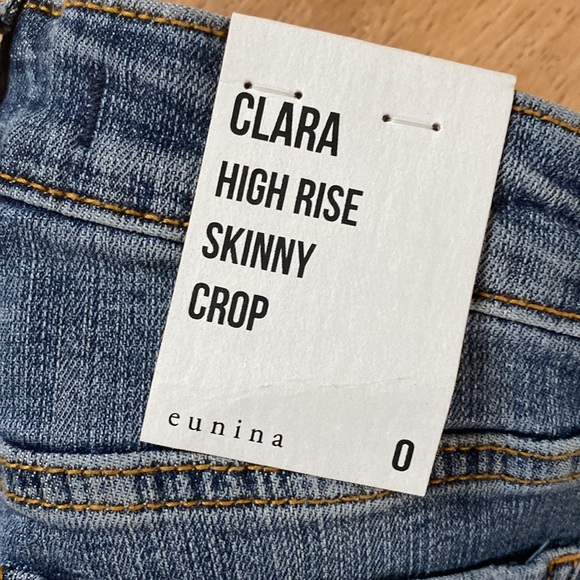 CLARA
HIGH RISE
SKINNY
CROP
eunina
0